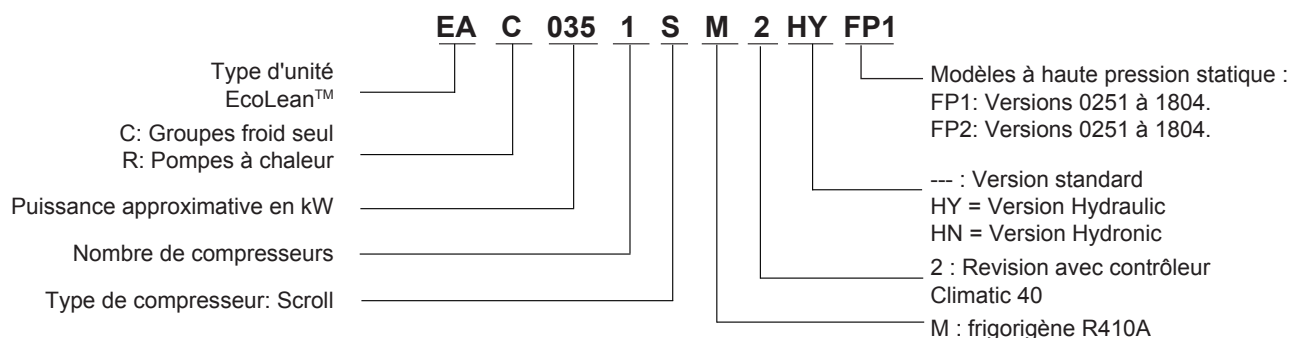 EA C 035 1 S M 2 HY FP1
Type d'unité
EcoLean™
C: Groupes froid seul
R: Pompes à chaleur
Puissance approximative en kW
Nombre de compresseurs
Type de compresseur: Scroll
Modèles à haute pression statique :
FP1: Versions 0251 à 1804.
FP2: Versions 0251 à 1804.
--- : Version standard
HY = Version Hydraulic
HN = Version Hydronic
2 : Revision avec contrôleur
Climatic 40
M : frigorigène R410A